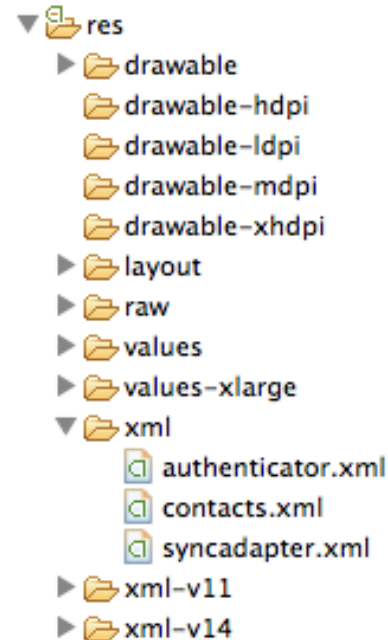 res
drawable
drawable-hdpi
drawable-ldpi
drawable-mdpi
drawable-xhdpi
layout
raw
values
values-xlarge
xml
authenticator.xml
contacts.xml
syncadapter.xml
xml-v11
xml-v14